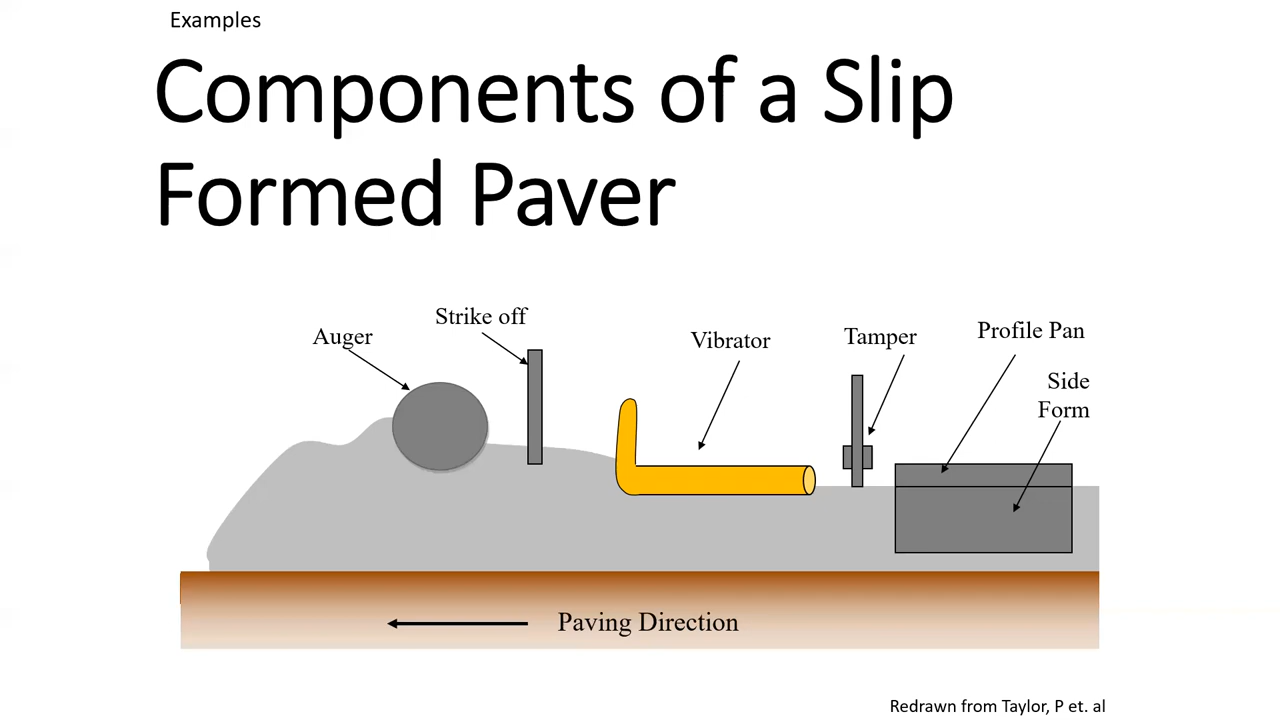 Examples
Components of a Slip
Formed Paver
Auger
Strike off
Vibrator
Tamper
Profile Pan
Side
Form
Paving Direction
Redrawn from Taylor, P et. al